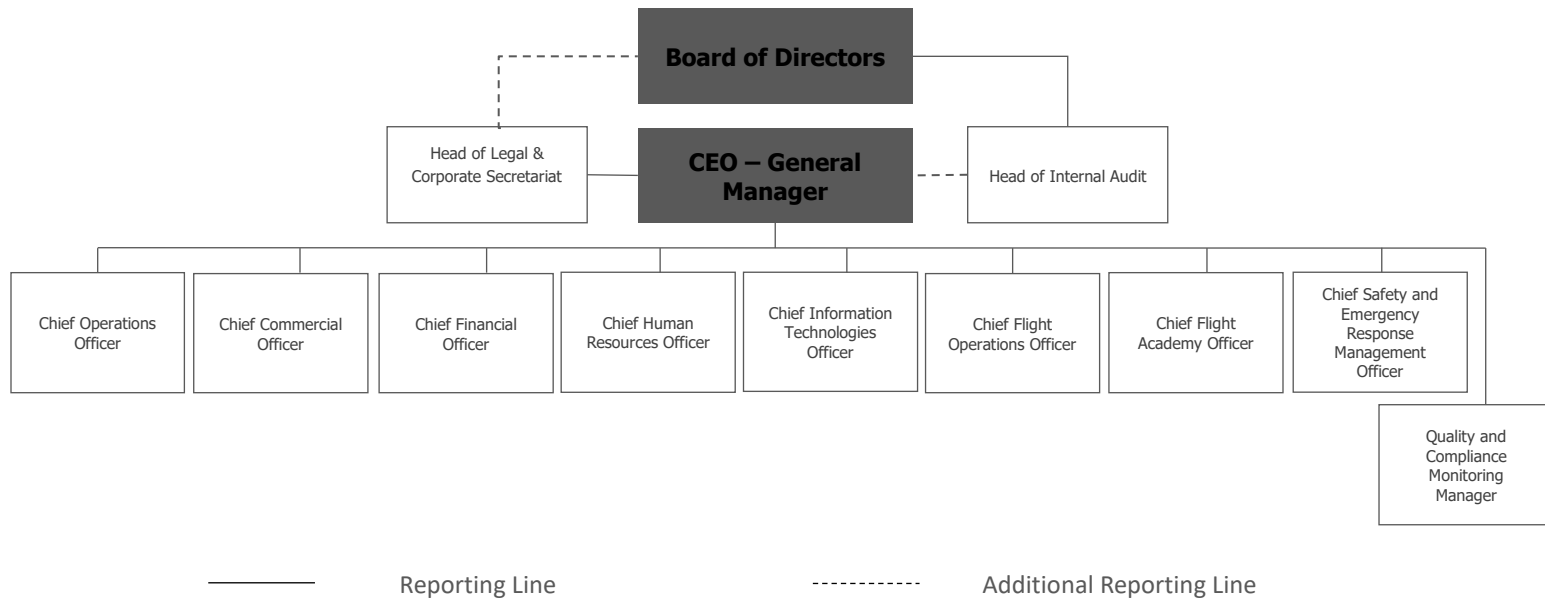 Board of Directors
Head of Legal &
Corporate Secretariat
CEO – General
Manager
Head of Internal Audit
Chief Operations
Officer
Chief Commercial
Officer
Chief Financial
Officer
Chief Human
Resources Officer
Chief Information
Technologies
Officer
Chief Flight
Operations Officer
Chief Flight
Academy Officer
Chief Safety and
Emergency
Response
Management
Officer
Quality and
Compliance
Monitoring
Manager
Reporting Line
Additional Reporting Line